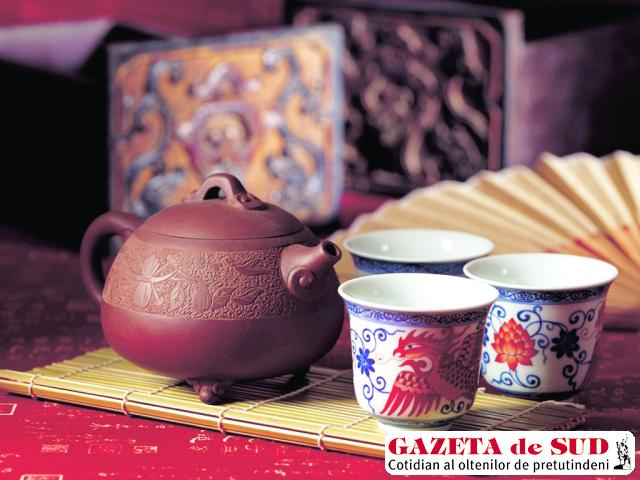 GAZETA de SUD
Cotidian al oltenilor de pretutindeni